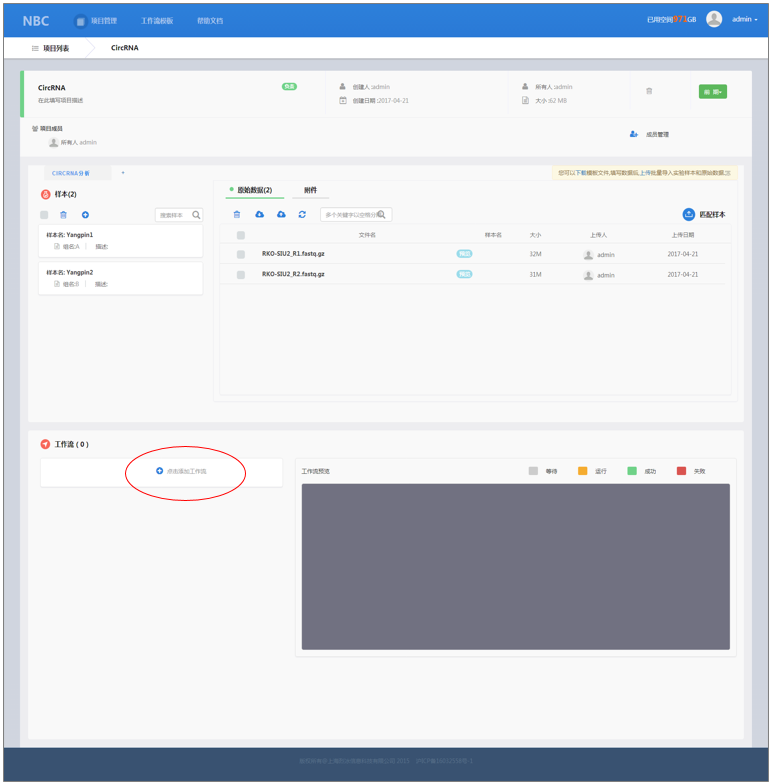 NBC 项目管理 工作流模板 帮助文档 已用空间973GB admin
项目列表 CircRNA
CircRNA
在此填写项目描述
创建人:admin
创建日期:2017-04-21
所有人:admin
大小:62 MB
项目成员
所有人 admin
成员管理
CIRCRNA分析 +
您可以下载模板文件,填写数据后,上传批量导入实验样本和原始数据
样本(2)
搜索样本
样本名: Yangpin1
组名:A 描述:
样本名: Yangpin2
组名:B 描述:
原始数据(2) 附件
多个关键字以空格分隔
匹配样本
文件名 样本名 大小 上传人 上传日期
RKO-SIU2_R1.fastq.gz 32M admin 2017-04-21
RKO-SIU2_R2.fastq.gz 31M admin 2017-04-21
工作流 ( 0 )
点击添加工作流
工作流预览 等待 运行 成功 失败